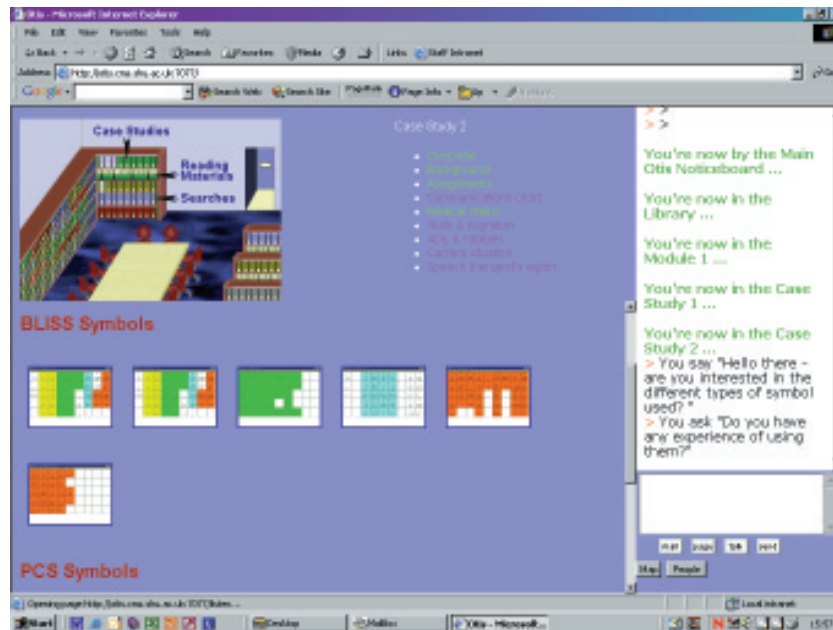 Otis - Microsoft Internet Explorer
File Edit View Favorites Tools Help
Back Search Favorites Media Links Staff Intranet
Address
Google Search Web Search Site Page Info Up
Case Studies
Reading
Materials
Searches
Case Study 2
Overview
Background
Assignments
Communications chart
Medical status
Skills & cognition
ADL & hobbies
Current situation
Speech therapist's report
BLISS Symbols
PCS Symbols
> >
You're now by the Main
Otis Noticeboard ...
You're now in the
Library ...
You're now in the
Module 1 ...
You're now in the Case
Study 1 ...
You're now in the Case
Study 2 ...
> You say "Hello there -
are you interested in the
different types of symbol
used? "
> You ask "Do you have
any experience of using
them?"
page
Map People
Local intranet
Start Desktop Mailbox Otis - Microsoft...
15:57